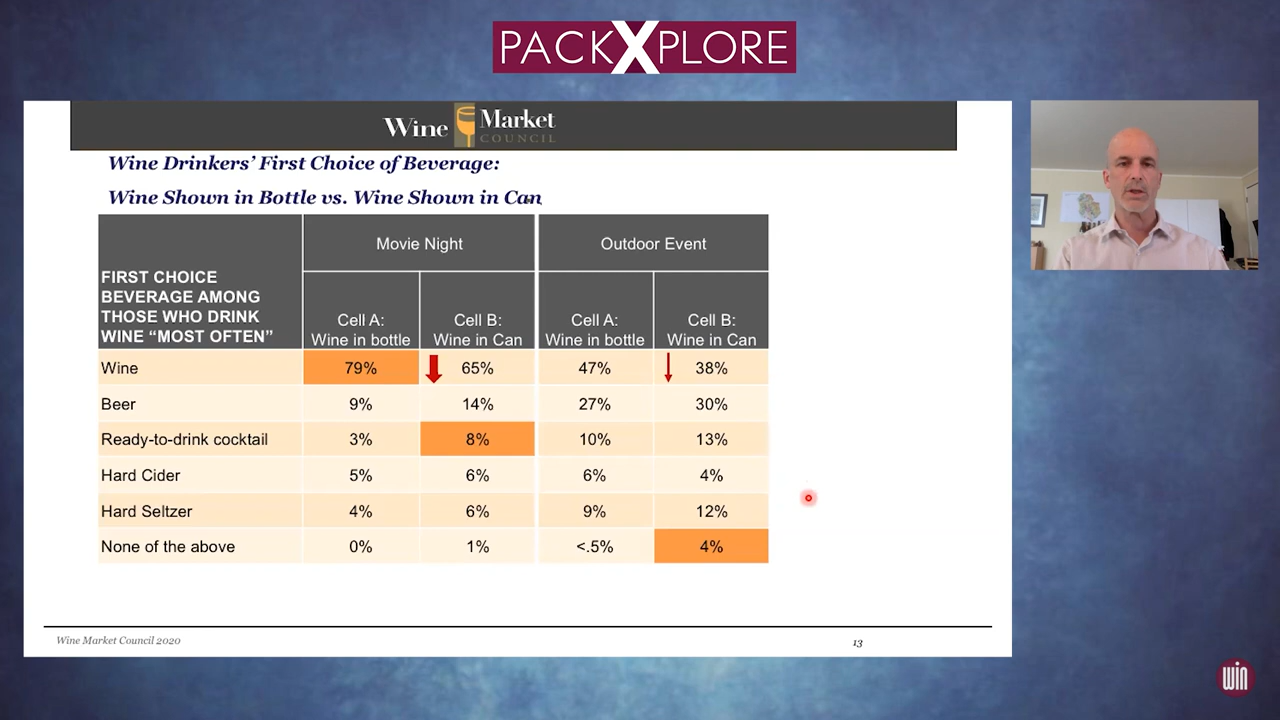 PACKXPLORE
Wine Market
COUNCIL
Wine Drinkers' First Choice of Beverage:
Wine Shown in Bottle vs. Wine Shown in Can
Movie Night Outdoor Event
FIRST CHOICE
BEVERAGE AMONG
THOSE WHO DRINK
WINE “MOST OFTEN”
Cell A:
Wine in bottle
Cell B:
Wine in Can
Cell A:
Wine in bottle
Cell B:
Wine in Can
Wine 79% 65% 47% 38%
Beer 9% 14% 27% 30%
Ready-to-drink cocktail 3% 8% 10% 13%
Hard Cider 5% 6% 6% 4%
Hard Seltzer 4% 6% 9% 12%
None of the above 0% 1% <.5% 4%
Wine Market Council 2020 13
win